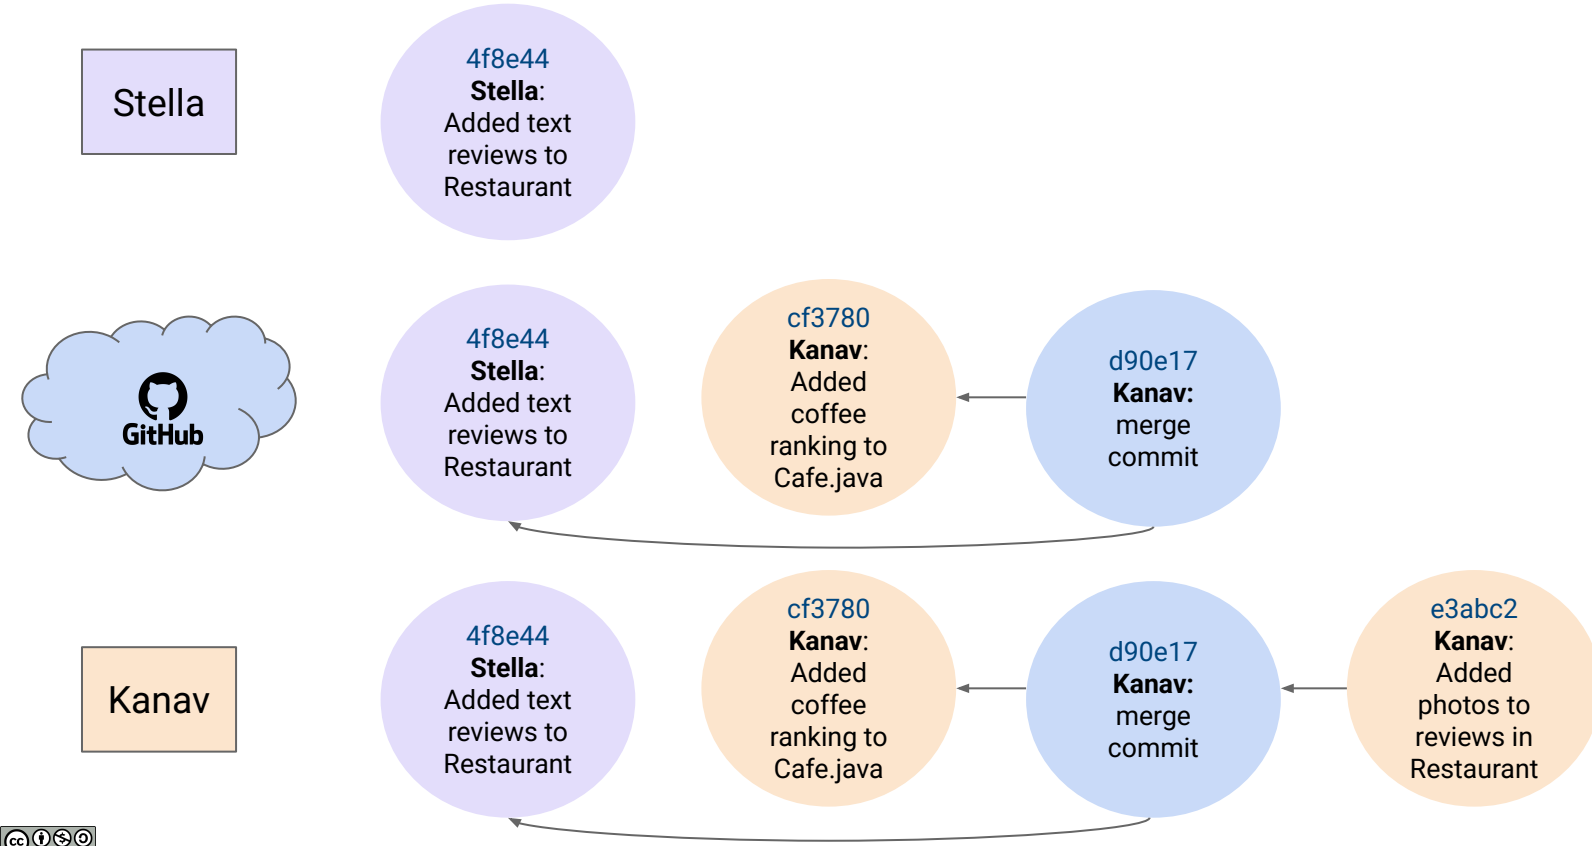 Stella
4f8e44
Stella:
Added text
reviews to
Restaurant
GitHub
4f8e44
Stella:
Added text
reviews to
Restaurant
cf3780
Kanav:
Added
coffee
ranking to
Cafe.java
d90e17
Kanav:
merge
commit
Kanav
4f8e44
Stella:
Added text
reviews to
Restaurant
cf3780
Kanav:
Added
coffee
ranking to
Cafe.java
d90e17
Kanav:
merge
commit
e3abc2
Kanav:
Added
photos to
reviews in
Restaurant
cc